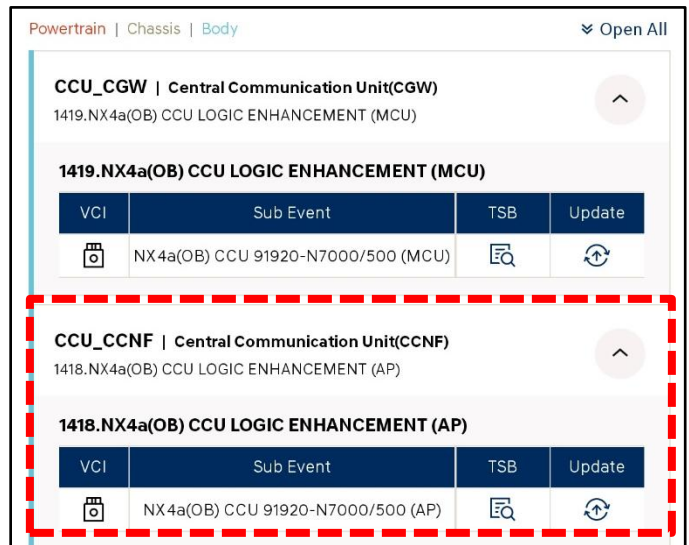 Powertrain | Chassis | Body Open All
CCU_CGW | Central Communication Unit(CGW)
1419.NX4a(OB) CCU LOGIC ENHANCEMENT (MCU)
1419.NX4a(OB) CCU LOGIC ENHANCEMENT (MCU)
VCI Sub Event TSB Update
NX4a(OB) CCU 91920-N7000/500 (MCU)
CCU_CCNF | Central Communication Unit(CCNF)
1418.NX4a(OB) CCU LOGIC ENHANCEMENT (AP)
1418.NX4a(OB) CCU LOGIC ENHANCEMENT (AP)
VCI Sub Event TSB Update
NX4a(OB) CCU 91920-N7000/500 (AP)